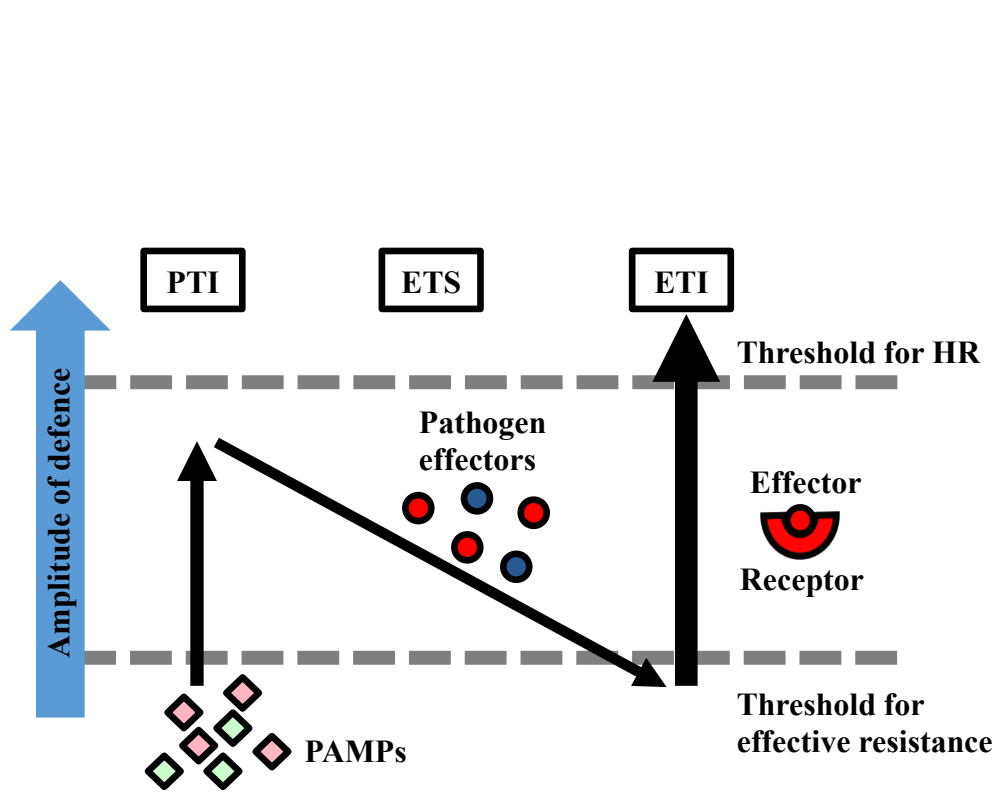 PTI
ETS
ETI
Threshold for HR
Amplitude of defence
Pathogen
effectors
Effector
Receptor
Threshold for
effective resistance
PAMPs